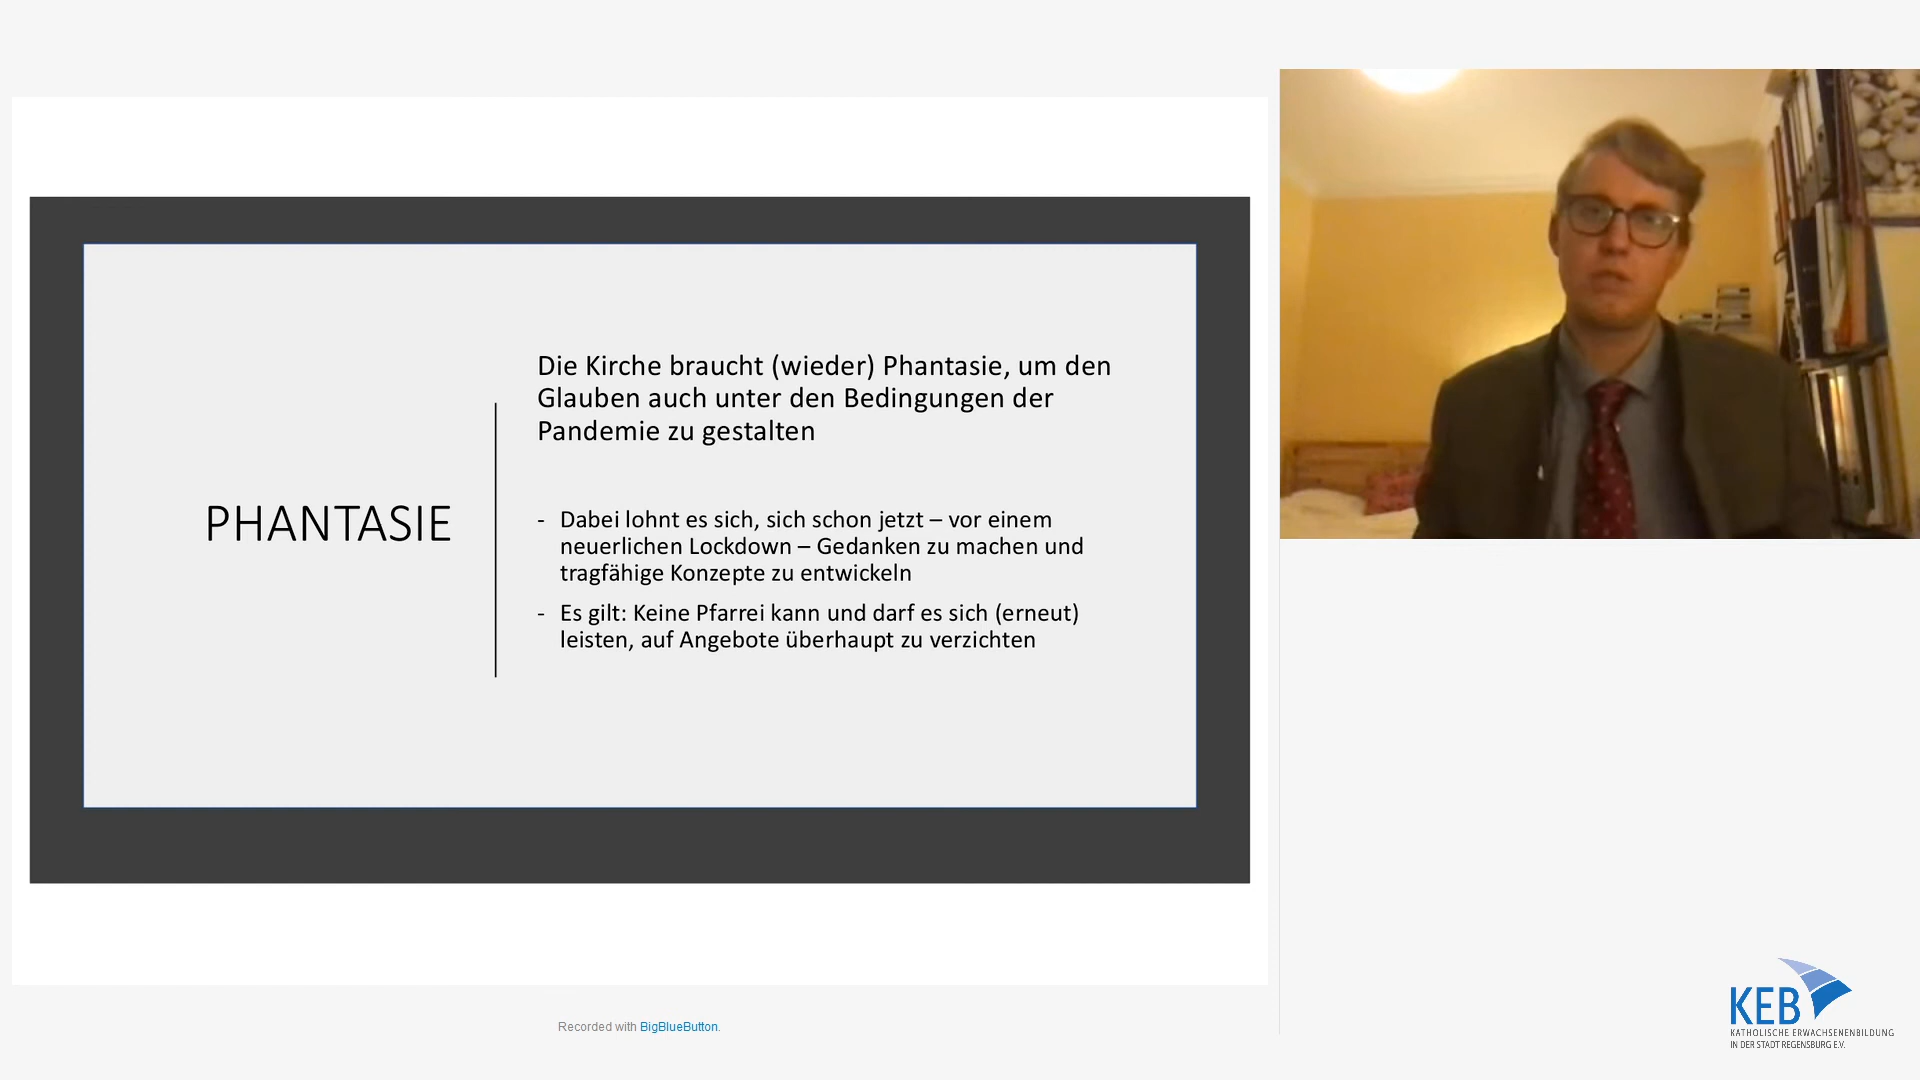 PHANTASIE
Die Kirche braucht (wieder) Phantasie, um den
Glauben auch unter den Bedingungen der
Pandemie zu gestalten
- Dabei lohnt es sich, sich schon jetzt – vor einem
neuerlichen Lockdown – Gedanken zu machen und
tragfähige Konzepte zu entwickeln
- Es gilt: Keine Pfarrei kann und darf es sich (erneut)
leisten, auf Angebote überhaupt zu verzichten
Recorded with BigBlueButton.
KEB
KATHOLISCHE ERWACHSENENBILDUNG
IN DER STADT REGENSBURG E.V.